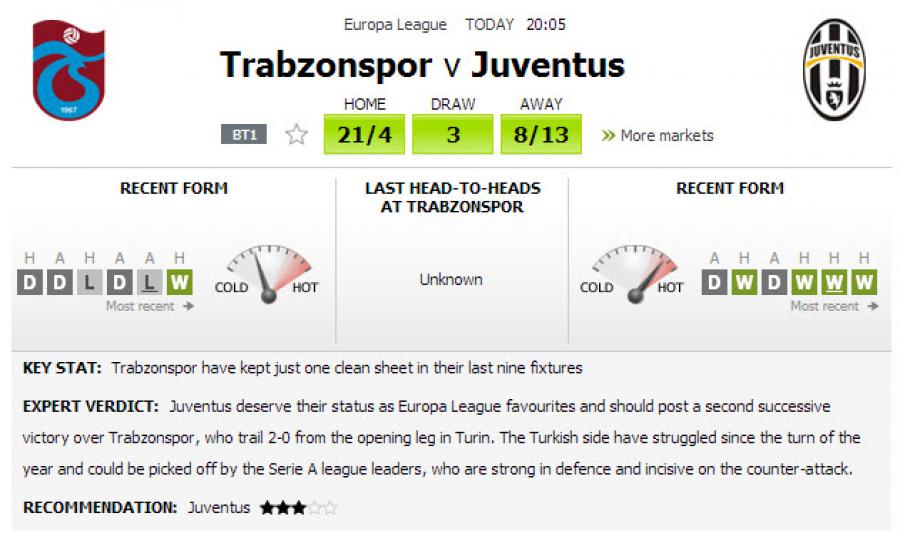 Europa League TODAY 20:05
Trabzonspor v Juventus
HOME DRAW AWAY
BT1 21/4 3 8/13 » More markets
1967
JUVENTUS
RECENT FORM
H A H A A H
D D L D L W
Most recent →
COLD HOT
LAST HEAD-TO-HEADS
AT TRABZONSPOR
Unknown
RECENT FORM
COLD HOT
A H A H H H
D W D W W W
Most recent →
KEY STAT: Trabzonspor have kept just one clean sheet in their last nine fixtures
EXPERT VERDICT: Juventus deserve their status as Europa League favourites and should post a second successive
victory over Trabzonspor, who trail 2-0 from the opening leg in Turin. The Turkish side have struggled since the turn of the
year and could be picked off by the Serie A league leaders, who are strong in defence and incisive on the counter-attack.
RECOMMENDATION: Juventus ★★★☆☆